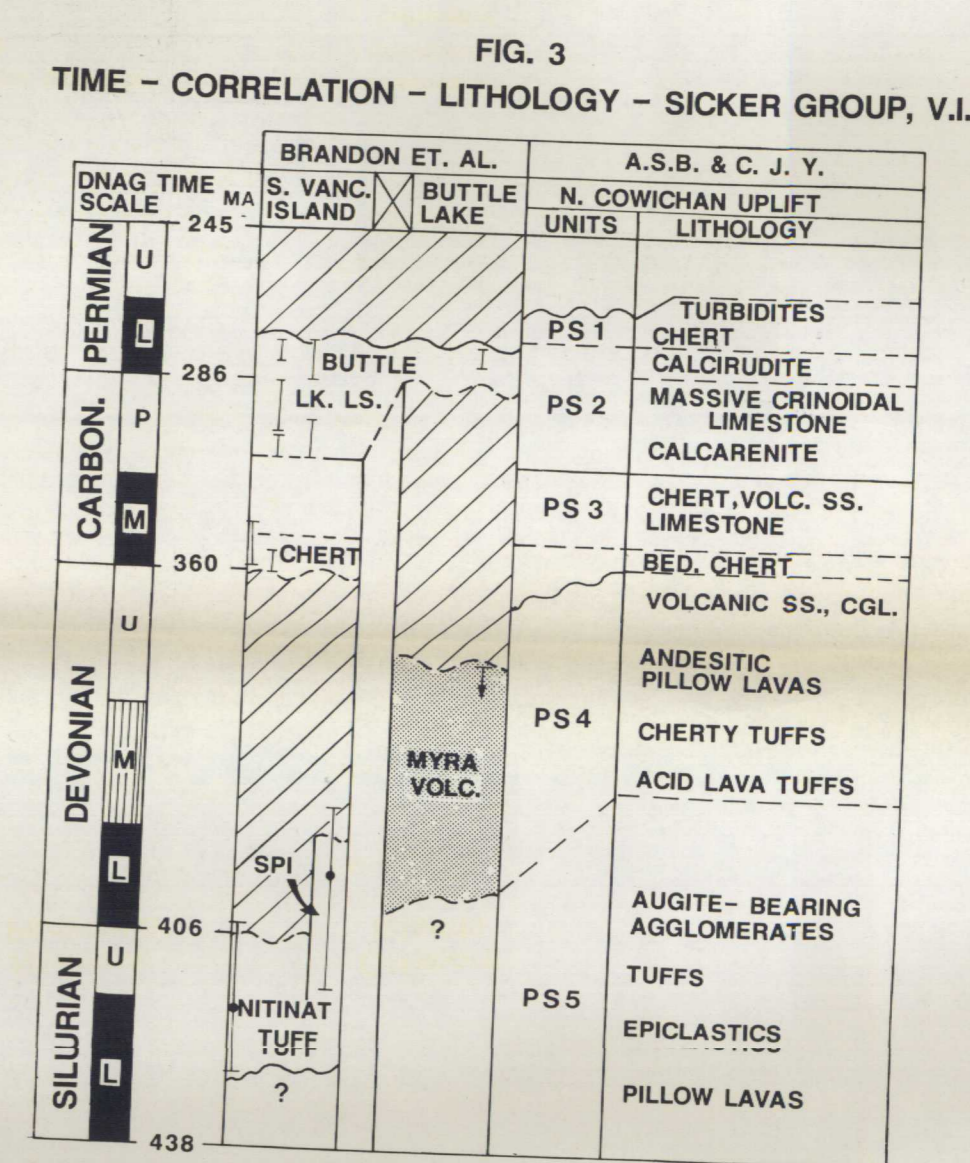 FIG. 3
TIME – CORRELATION – LITHOLOGY – SICKER GROUP, V.I.
BRANDON ET. AL.
A.S.B. & C. J. Y.
DNAG TIME SCALE MA
S. VANC. ISLAND
BUTTLE LAKE
N. COWICHAN UPLIFT
UNITS
LITHOLOGY
245
PERMIAN
U
L
286
CARBON.
P
M
360
DEVONIAN
U
M
L
406
SILURIAN
U
L
438
BUTTLE
LK. LS.
CHERT
SPI
NITINAT
TUFF
?
MYRA
VOLC.
?
PS 1
PS 2
PS 3
PS 4
PS 5
TURBIDITES
CHERT
CALCIRUDITE
MASSIVE CRINOIDAL
LIMESTONE
CALCARENITE
CHERT, VOLC. SS.
LIMESTONE
BED. CHERT
VOLCANIC SS., CGL.
ANDESITIC
PILLOW LAVAS
CHERTY TUFFS
ACID LAVA TUFFS
AUGITE– BEARING
AGGLOMERATES
TUFFS
EPICLASTICS
PILLOW LAVAS